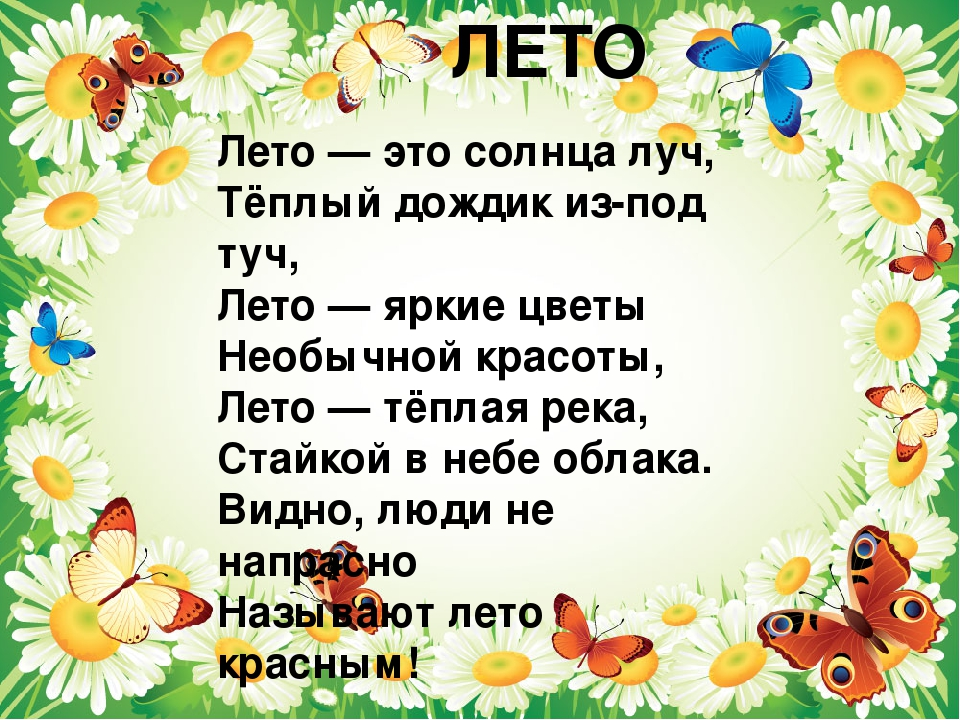 ЛЕТО
Лето — это солнца луч,
Тёплый дождик из-под
туч,
Лето — яркие цветы
Необычной красоты,
Лето — тёплая река,
Стайкой в небе облака.
Видно, люди не
напрасно
Называют лето
красным!